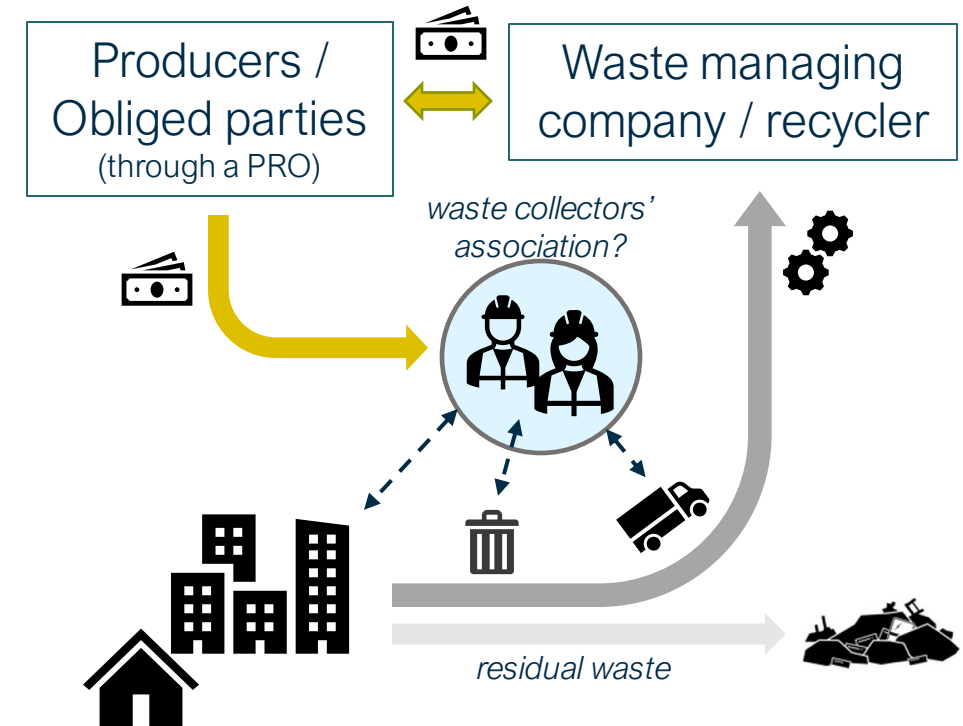 Producers /
Obliged parties
(through a PRO)
Waste managing
company / recycler
waste collectors’
association?
residual waste